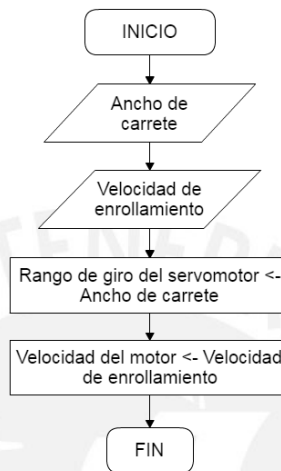 INICIO
Ancho de
carrete
Velocidad de
enrollamiento
Rango de giro del servomotor <-
Ancho de carrete
Velocidad del motor <- Velocidad
de enrollamiento
FIN